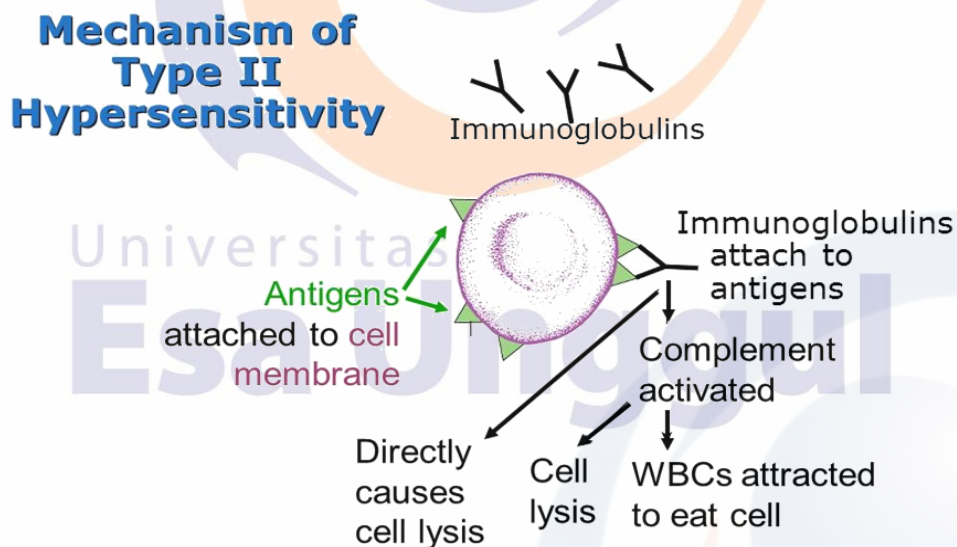 Mechanism of
Type II
Hypersensitivity
Immunoglobulins
Universitas
Esa Unggul
Immunoglobulins
attach to
antigens
Antigens
attached to cell
membrane
Complement
activated
Directly
causes
cell lysis
Cell
lysis
WBCs attracted
to eat cell